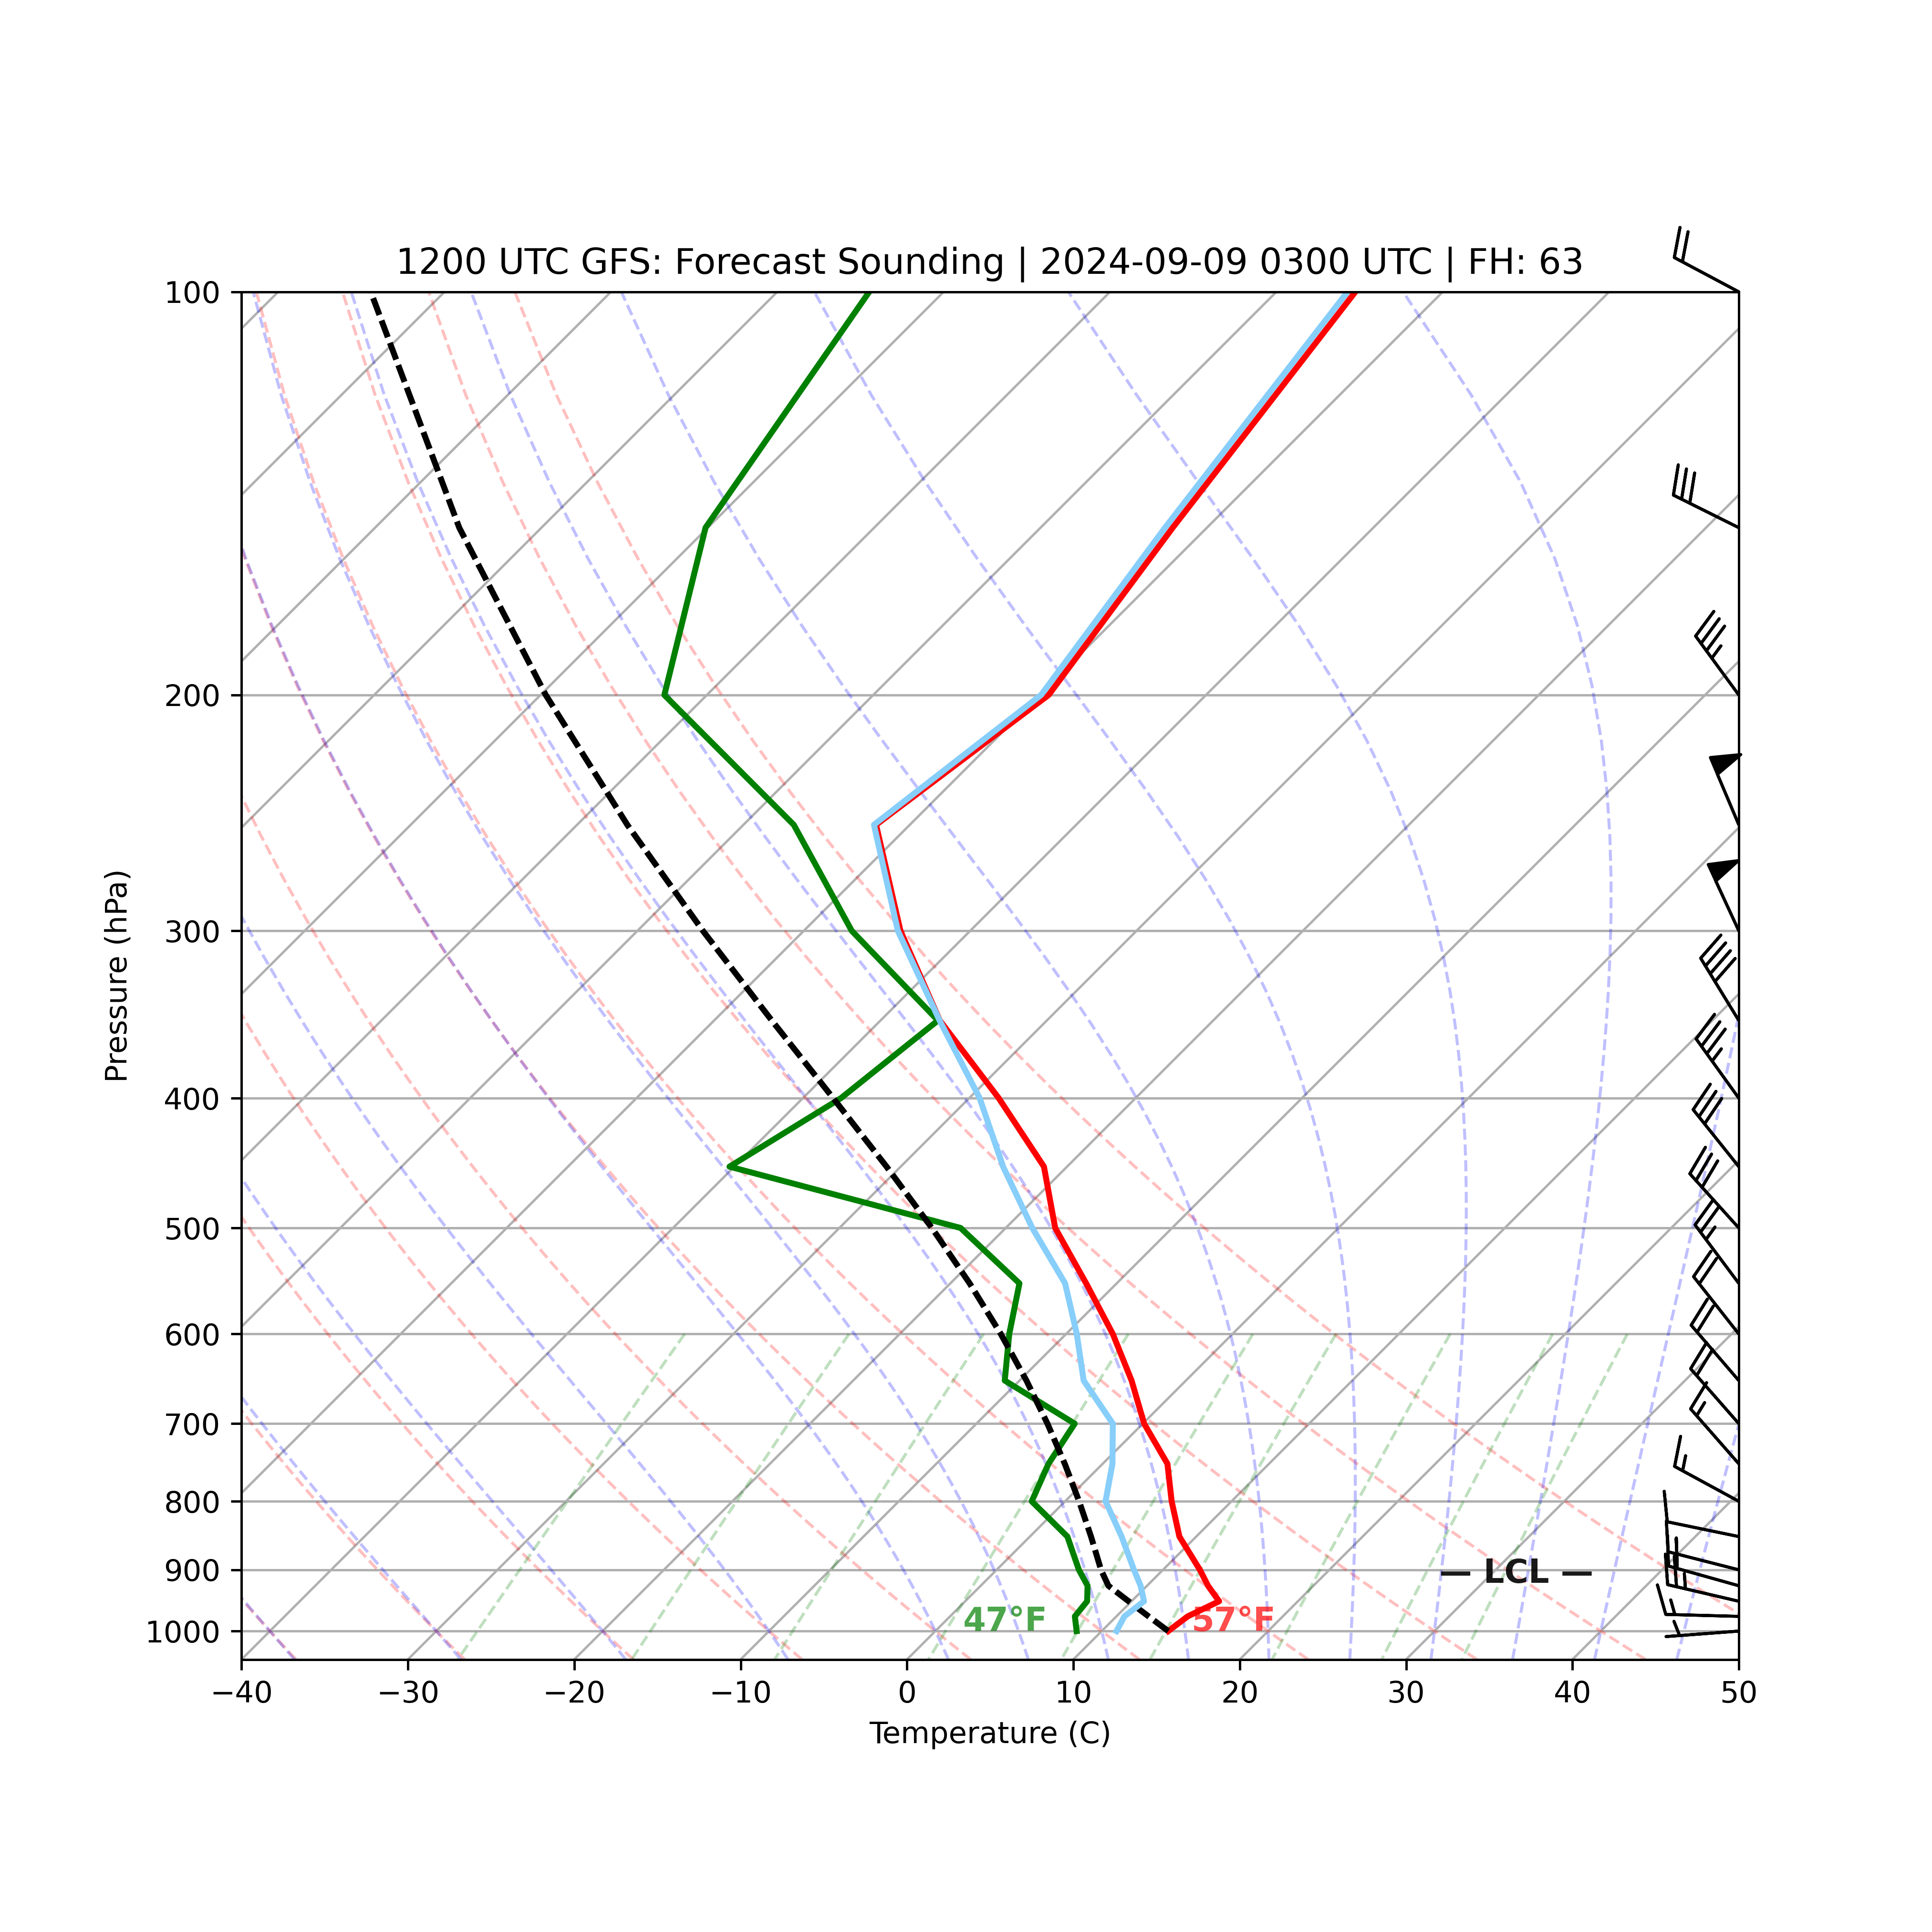 1200 UTC GFS: Forecast Sounding | 2024-09-09 0300 UTC | FH: 63
100
200
300
400
500
600
700
800
900
1000
Pressure (hPa)
— LCL —
47°F
57°F
−40 −30 −20 −10 0 10 20 30 40 50
Temperature (C)